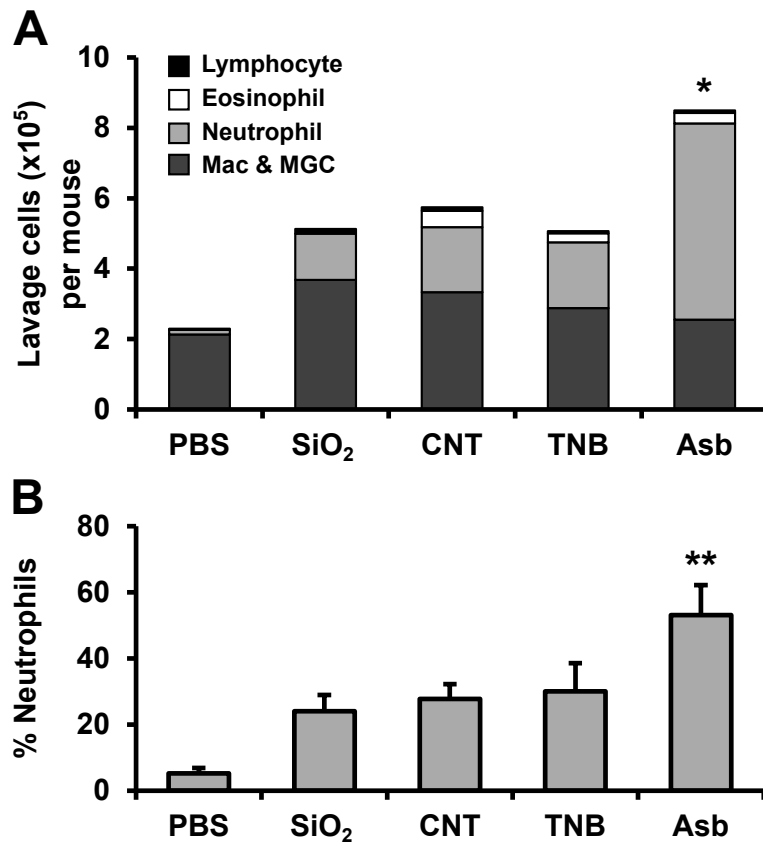 A
Lavage cells (x10⁵)
per mouse
10
8
6
4
2
0
Lymphocyte
Eosinophil
Neutrophil
Mac & MGC
*
PBS SiO₂ CNT TNB Asb
B
% Neutrophils
80
60
40
20
0
**
PBS SiO₂ CNT TNB Asb